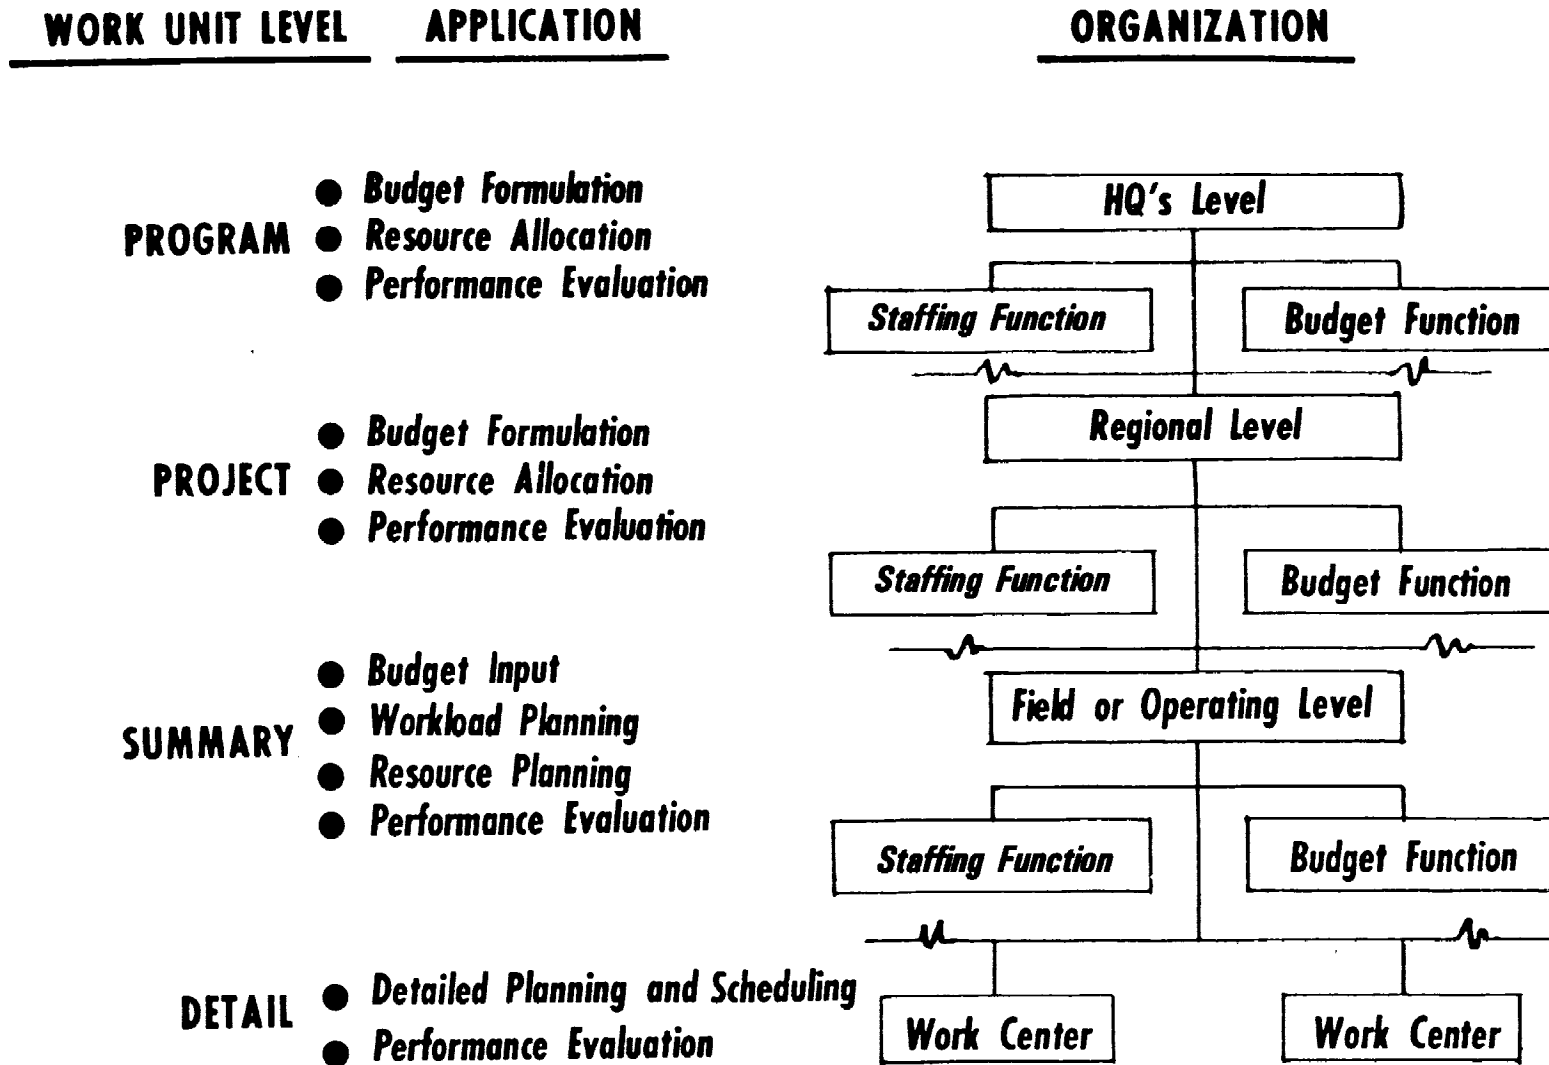 WORK UNIT LEVEL APPLICATION ORGANIZATION
PROGRAM
● Budget Formulation
● Resource Allocation
● Performance Evaluation
HQ's Level
Staffing Function Budget Function
PROJECT
● Budget Formulation
● Resource Allocation
● Performance Evaluation
Regional Level
Staffing Function Budget Function
SUMMARY
● Budget Input
● Workload Planning
● Resource Planning
● Performance Evaluation
Field or Operating Level
Staffing Function Budget Function
DETAIL
● Detailed Planning and Scheduling
● Performance Evaluation
Work Center Work Center